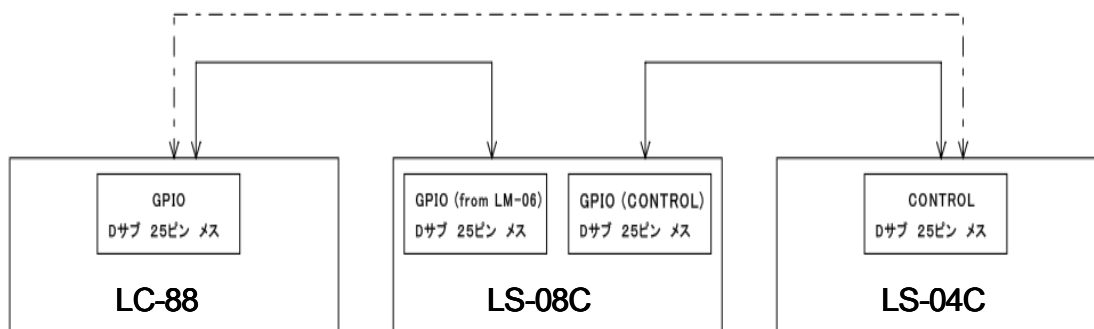 GPIO
Dサブ 25ピン メス
LC-88
GPIO (from LM-06)
Dサブ 25ピン メス
GPIO (CONTROL)
Dサブ 25ピン メス
LS-08C
CONTROL
Dサブ 25ピン メス
LS-04C